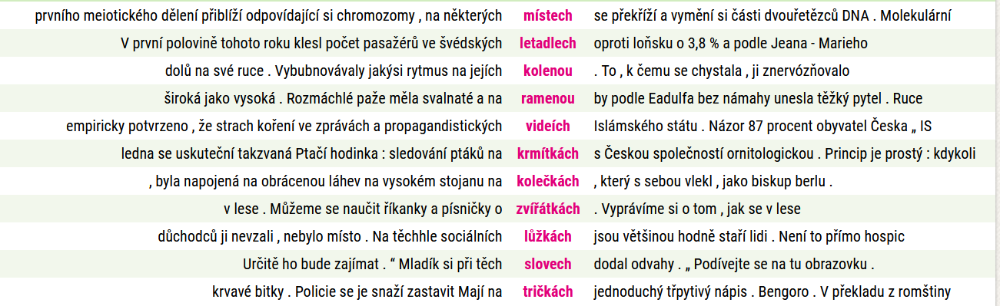 prvního meiotického dělení přiblíží odpovídající si chromozomy , na některých místech se překříží a vymění si části dvouřetězců DNA . Molekulární
V první polovině tohoto roku klesl počet pasažérů ve švédských letadlech oproti loňsku o 3,8 % a podle Jeana - Marieho
dolů na své ruce . Vybubnovávaly jakýsi rytmus na jejích kolenou . To , k čemu se chystala , ji znervózňovalo
široká jako vysoká . Rozmáchlé paže měla svalnaté a na ramenou by podle Eadulfa bez námahy unesla těžký pytel . Ruce
empiricky potvrzeno , že strach koření ve zprávách a propagandistických videích Islámského státu . Názor 87 procent obyvatel Česka „ IS
ledna se uskuteční takzvaná Ptačí hodinka : sledování ptáků na krmítkách s Českou společností ornitologickou . Princip je prostý : kdykoli
, byla napojená na obrácenou láhev na vysokém stojanu na kolečkách , který s sebou vlekl , jako biskup berlu .
v lese . Můžeme se naučit říkanky a písničky o zvířátkách . Vyprávíme si o tom , jak se v lese
důchodců ji nevzali , nebylo místo . Na těchhle sociálních lůžkách jsou většinou hodně staří lidi . Není to přímo hospic
Určitě ho bude zajímat . “ Mladík si při těch slovech dodal odvahy . „ Podívejte se na tu obrazovku .
krvavé bitky . Policie se je snaží zastavit Mají na tričkách jednoduchý třpytivý nápis . Bengoro . V překladu z romštiny